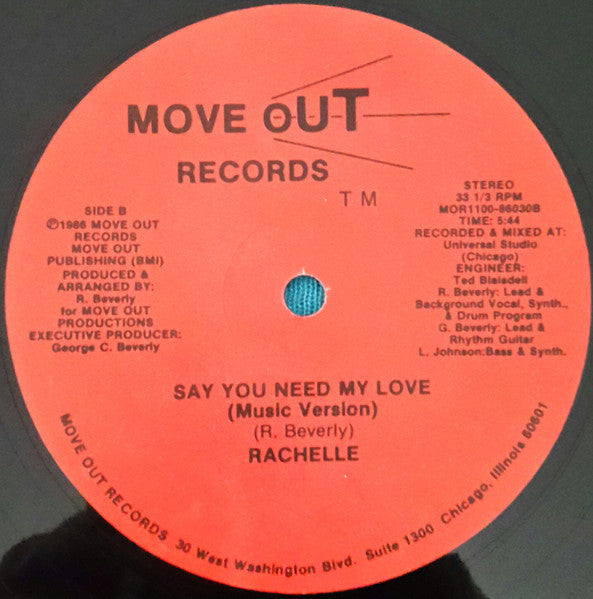 MOVE OUT
RECORDS
TM
SIDE B
℗1986 MOVE OUT
RECORDS
MOVE OUT
PUBLISHING (BMI)
PRODUCED &
ARRANGED BY:
R. Beverly
for MOVE OUT
PRODUCTIONS
EXECUTIVE PRODUCER:
George C. Beverly
STEREO
33 1/3 RPM
MOR1100-86030B
TIME: 5:44
RECORDED & MIXED AT:
Universal Studio
(Chicago)
ENGINEER:
Ted Blaisdell
R. Beverly: Lead &
Background Vocal, Synth.,
& Drum Program
G. Beverly: Lead &
Rhythm Guitar
L. Johnson:Bass & Synth.
SAY YOU NEED MY LOVE
(Music Version)
(R. Beverly)
RACHELLE
MOVE OUT RECORDS 30 West Washington Blvd. Suite 1300 Chicago, Illinois 60601